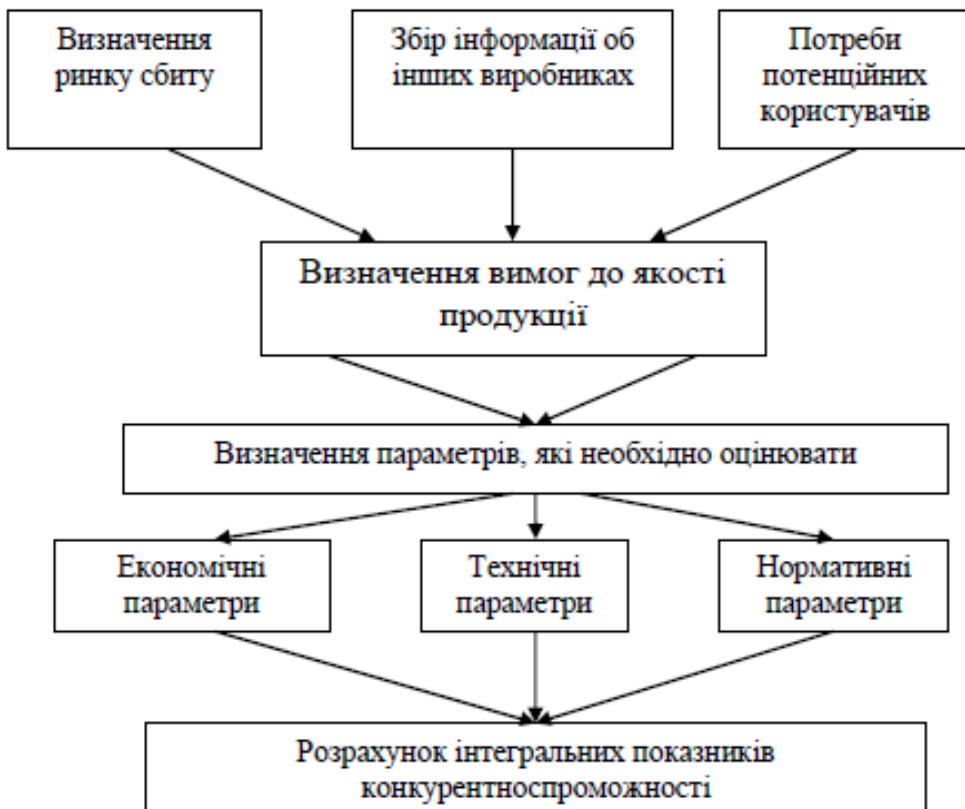 Визначення
ринку сбиту
Збір інформації об
інших виробниках
Потреби
потенційних
користувачів
Визначення вимог до якості
продукції
Визначення параметрів, які необхідно оцінювати
Економічні
параметри
Технічні
параметри
Нормативні
параметри
Розрахунок інтегральних показників
конкурентноспроможності